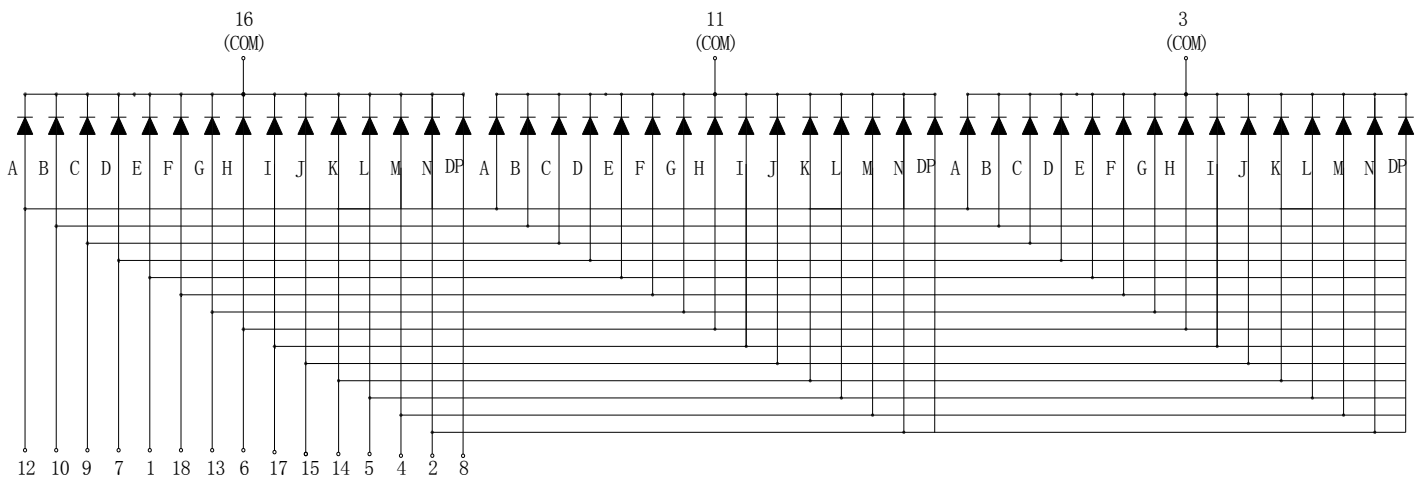 16 11 3
(COM) (COM) (COM)
A B C D E F G H I J K L M N DP A B C D E F G H I J K L M N DP A B C D E F G H I J K L M N DP
12 10 9 7 1 18 13 6 17 15 14 5 4 2 8